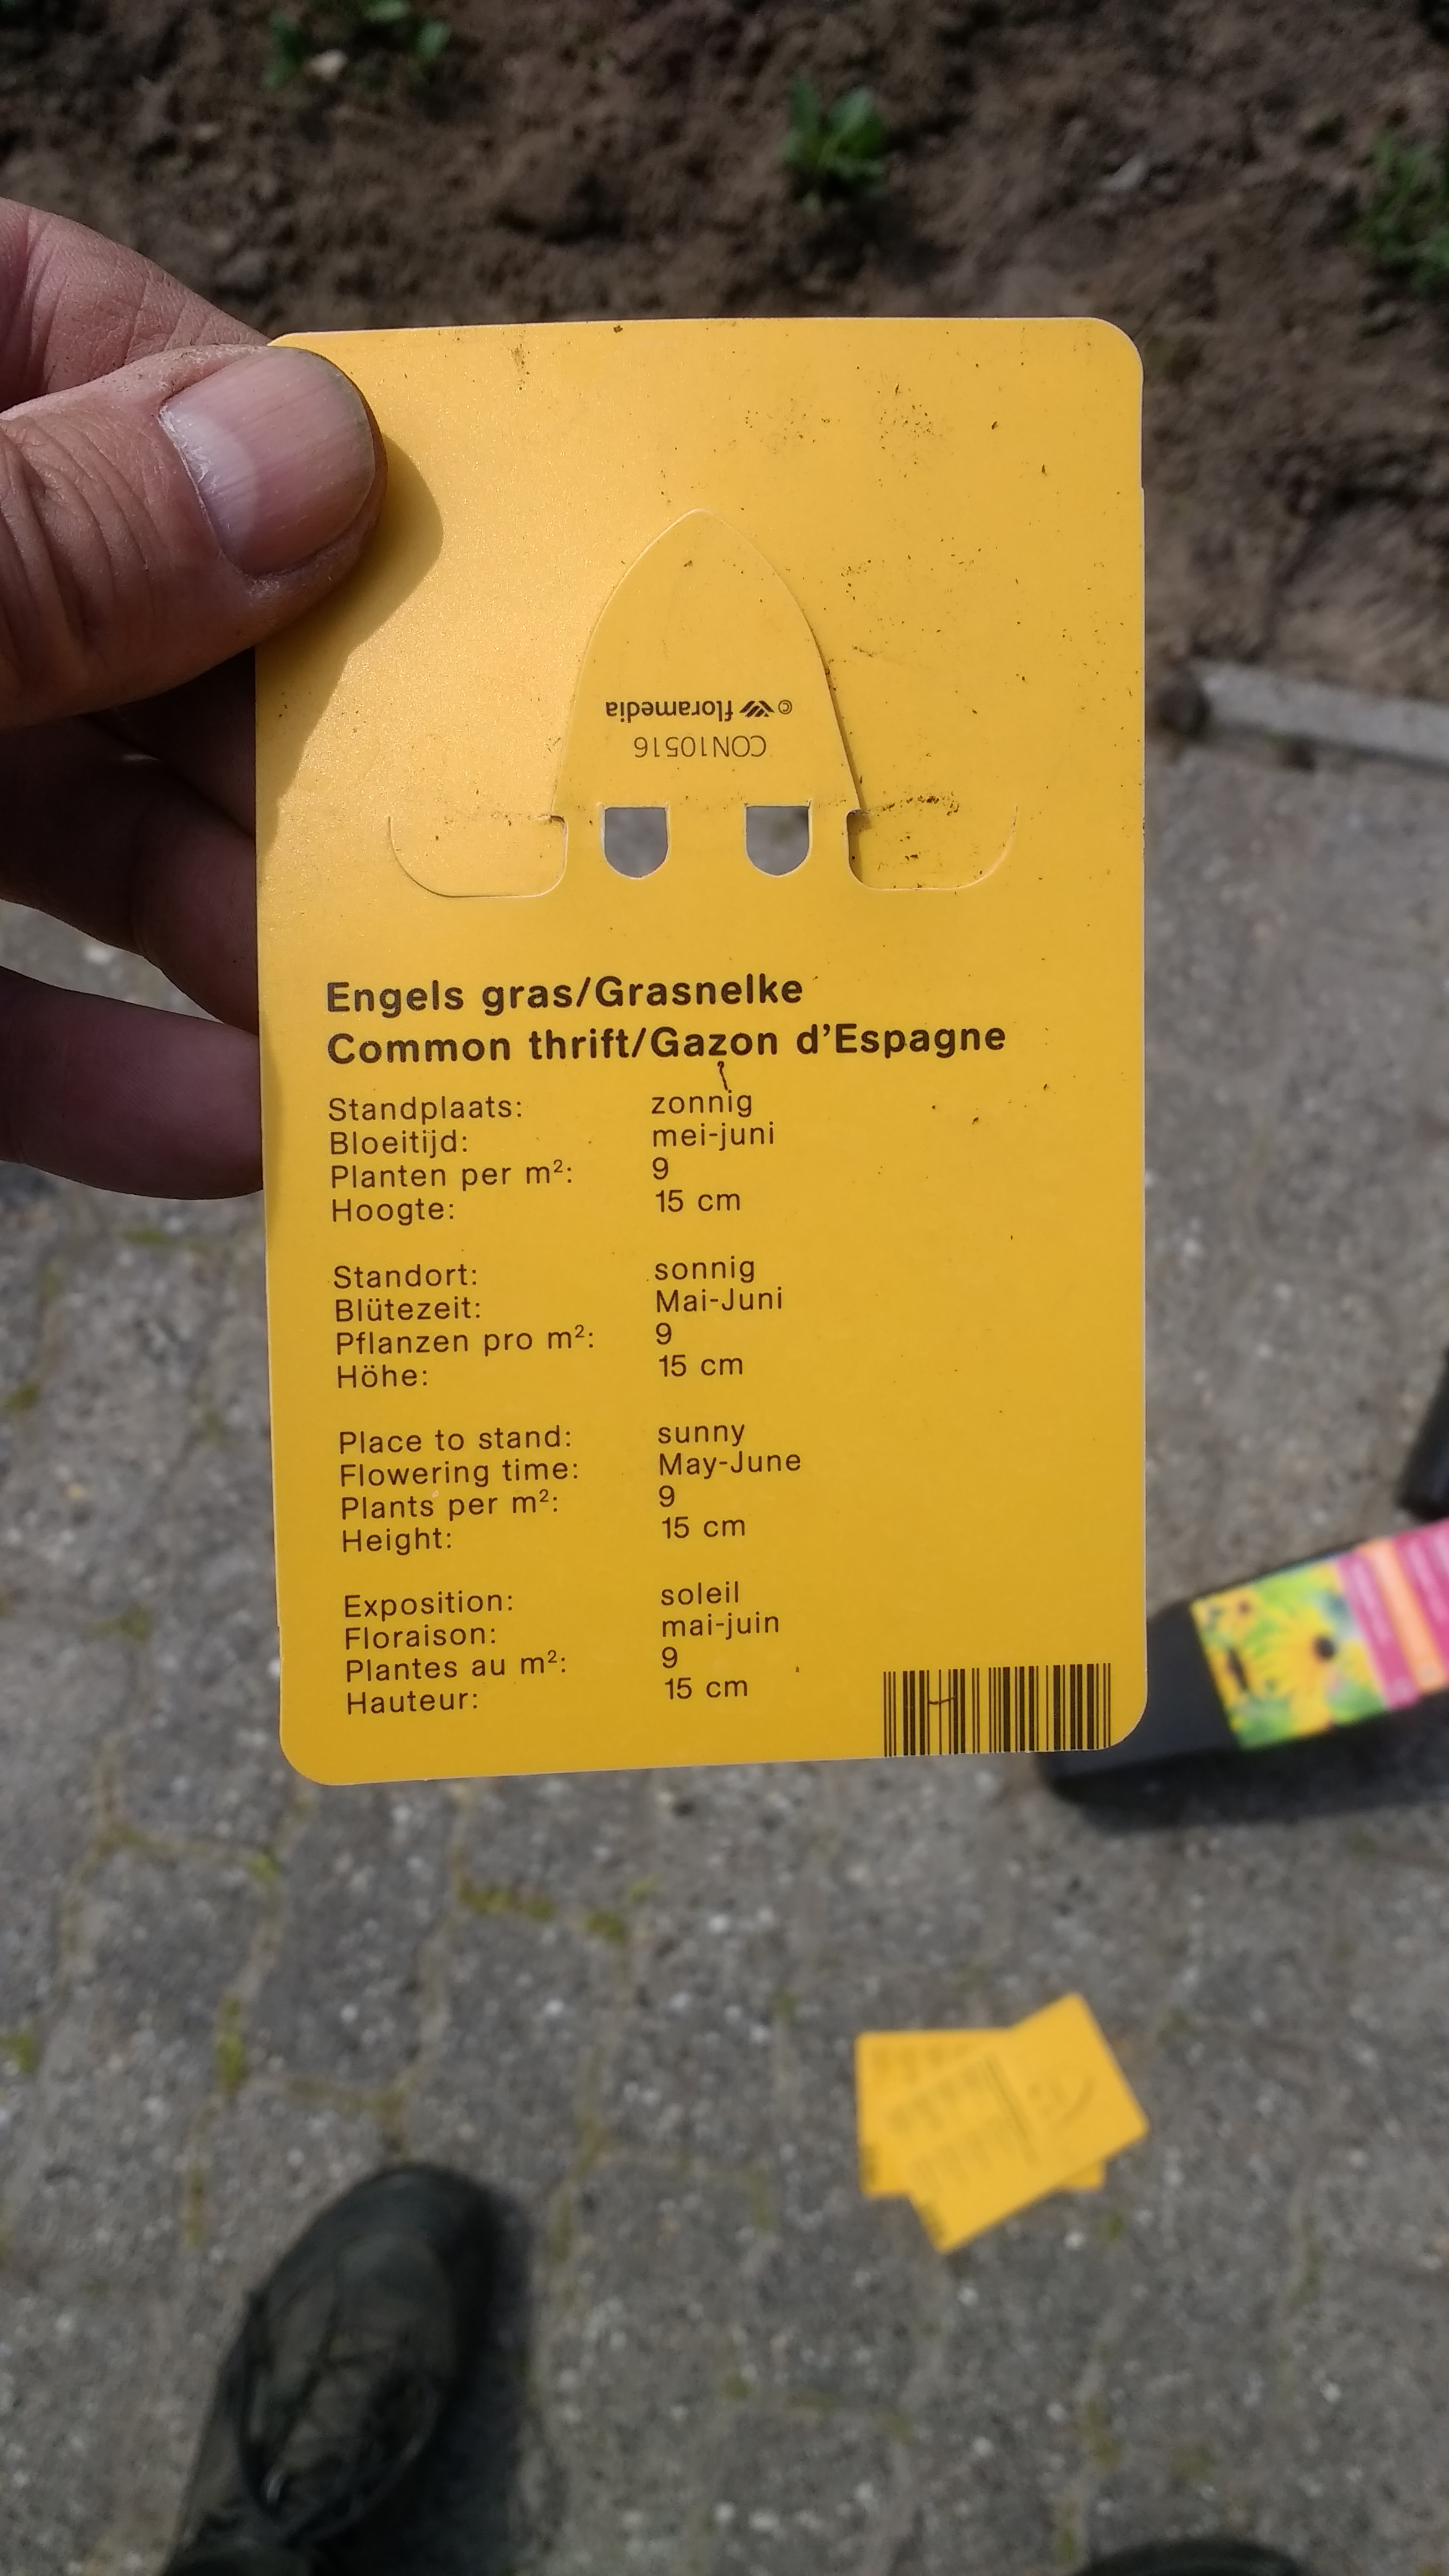 © floramedia
CON10516
Engels gras/Grasnelke
Common thrift/Gazon d'Espagne
Standplaats: zonnig
Bloeitijd: mei-juni
Planten per m²: 9
Hoogte: 15 cm
Standort: sonnig
Blütezeit: Mai-Juni
Pflanzen pro m²: 9
Höhe: 15 cm
Place to stand: sunny
Flowering time: May-June
Plants per m²: 9
Height: 15 cm
Exposition: soleil
Floraison: mai-juin
Plantes au m²: 9
Hauteur: 15 cm